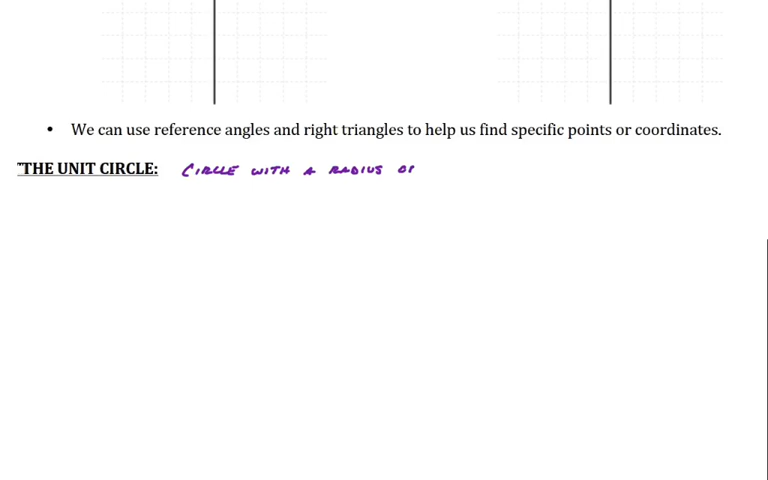 • We can use reference angles and right triangles to help us find specific points or coordinates.
THE UNIT CIRCLE: CIRCLE WITH A RADIUS OF